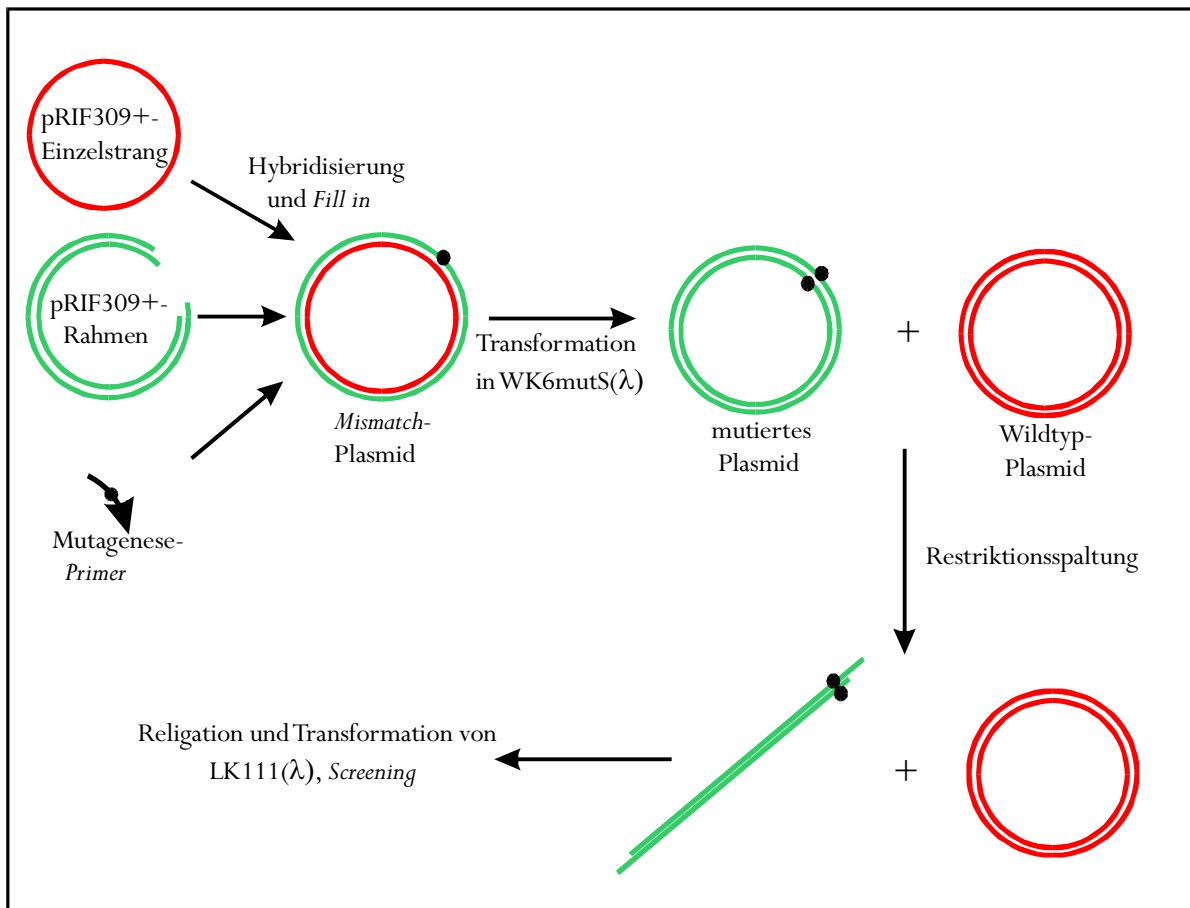 pRIF309+-
Einzelstrang
Hybridisierung
und Fill in
pRIF309+-
Rahmen
Mismatch-
Plasmid
Transformation
in WK6mutS(λ)
+
mutiertes
Plasmid
Wildtyp-
Plasmid
Mutagenese-
Primer
Restriktionsspaltung
Religation und Transformation von
LK111(λ), Screening
+